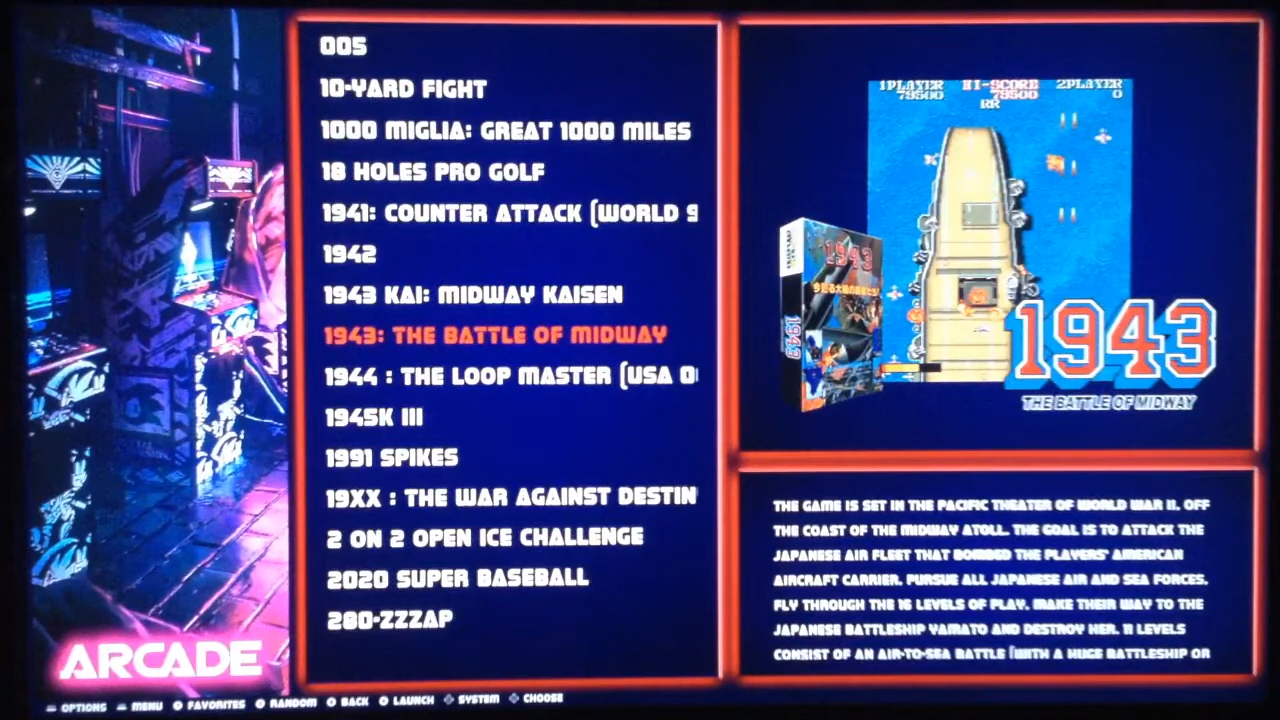 005
10-YARD FIGHT
1000 MIGLIA: GREAT 1000 MILES
18 HOLES PRO GOLF
1941: COUNTER ATTACK (WORLD 9
1942
1943 KAI: MIDWAY KAISEN
1943: THE BATTLE OF MIDWAY
1944 : THE LOOP MASTER (USA 0
1945K III
1991 SPIKES
19XX : THE WAR AGAINST DESTIN
2 ON 2 OPEN ICE CHALLENGE
2020 SUPER BASEBALL
280-ZZZAP
1PLAYER HI-SCORE 2PLAYER
79500 79500 0
RR
1943
1943
1943
THE BATTLE OF MIDWAY
THE GAME IS SET IN THE PACIFIC THEATER OF WORLD WAR II. OFF
THE COAST OF THE MIDWAY ATOLL. THE GOAL IS TO ATTACK THE
JAPANESE AIR FLEET THAT BOMBED THE PLAYERS' AMERICAN
AIRCRAFT CARRIER. PURSUE ALL JAPANESE AIR AND SEA FORCES.
FLY THROUGH THE 16 LEVELS OF PLAY. MAKE THEIR WAY TO THE
JAPANESE BATTLESHIP YAMATO AND DESTROY HER. 11 LEVELS
CONSIST OF AN AIR-TO-SEA BATTLE (WITH A HUGE BATTLESHIP OR
ARCADE
OPTIONS MENU FAVORITES RANDOM BACK LAUNCH SYSTEM CHOOSE